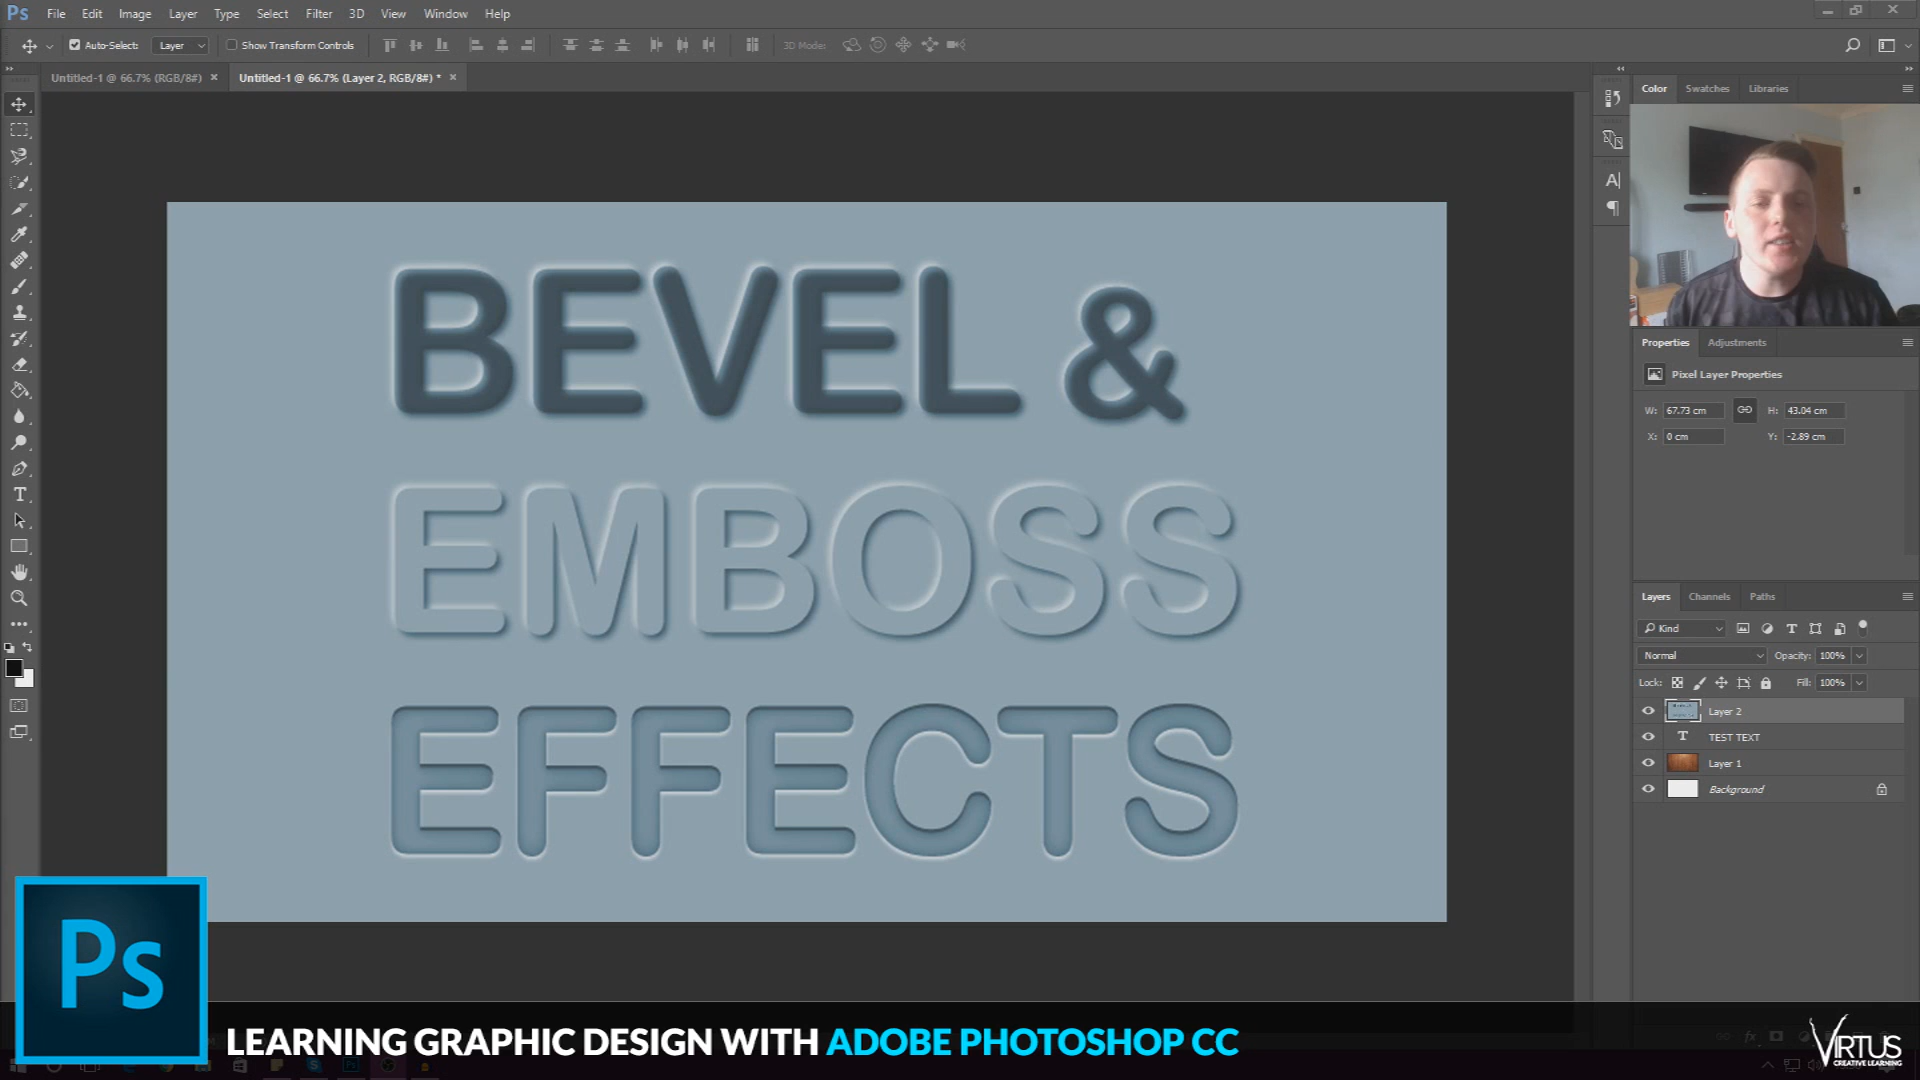 Ps File Edit Image Layer Type Select Filter 3D View Window Help
Auto-Select: Layer Show Transform Controls 3D Mode:
Untitled-1 @ 66.7% (RGB/8#) × Untitled-1 @ 66.7% (Layer 2, RGB/8#) * ×
Color Swatches Libraries
BEVEL &
EMBOSS
EFFECTS
Properties Adjustments
Pixel Layer Properties
W: 67.73 cm H: 43.04 cm
X: 0 cm Y: -2.89 cm
Layers Channels Paths
Kind
Normal Opacity: 100%
Lock: Fill: 100%
Layer 2
TEST TEXT
Layer 1
Background
Ps
LEARNING GRAPHIC DESIGN WITH ADOBE PHOTOSHOP CC
VIRTUS
CREATIVE LEARNING